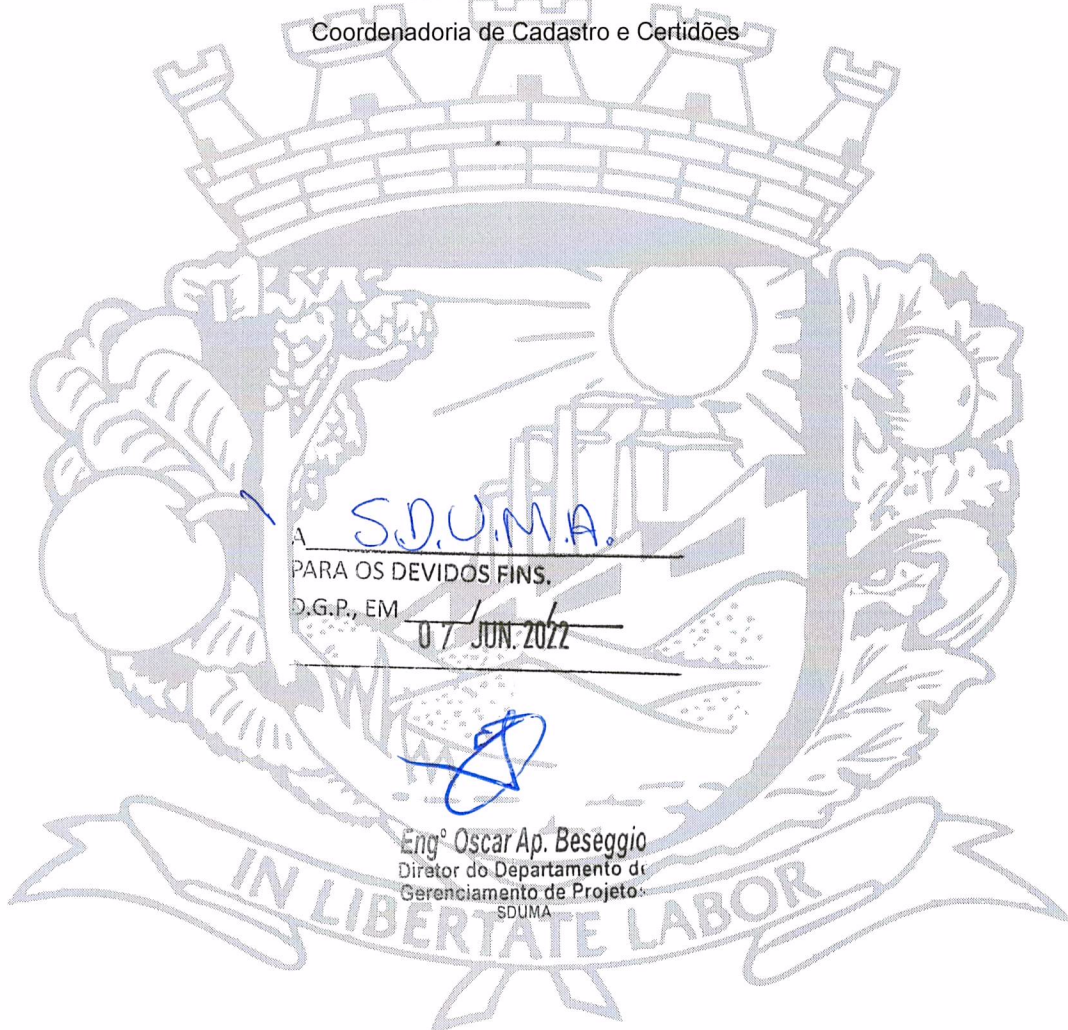 Coordenadoria de Cadastro e Certidões
A S.D.U.M.A.
PARA OS DEVIDOS FINS.
D.G.P., EM / /
07 JUN. 2022
Eng° Oscar Ap. Beseggio
Diretor do Departamento de
Gerenciamento de Projetos
SDUMA
IN LIBERTATE LABOR